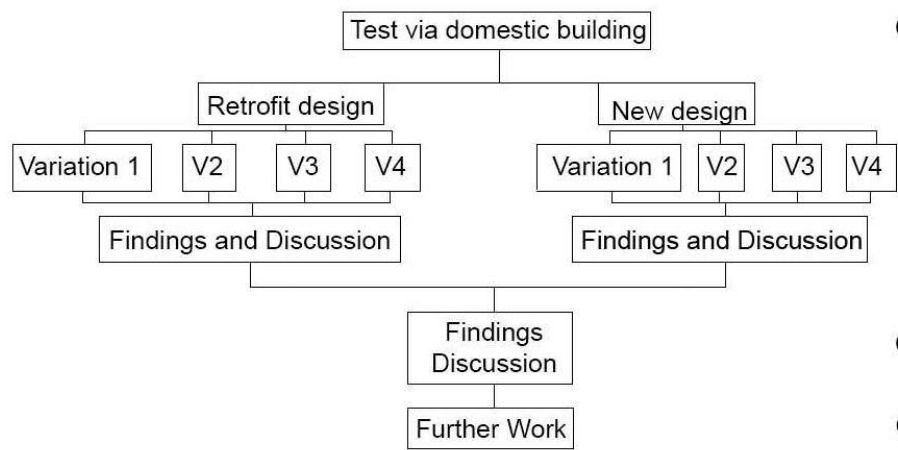 Test via domestic building
Retrofit design
New design
Variation 1
V2
V3
V4
Variation 1
V2
V3
V4
Findings and Discussion
Findings and Discussion
Findings
Discussion
Further Work